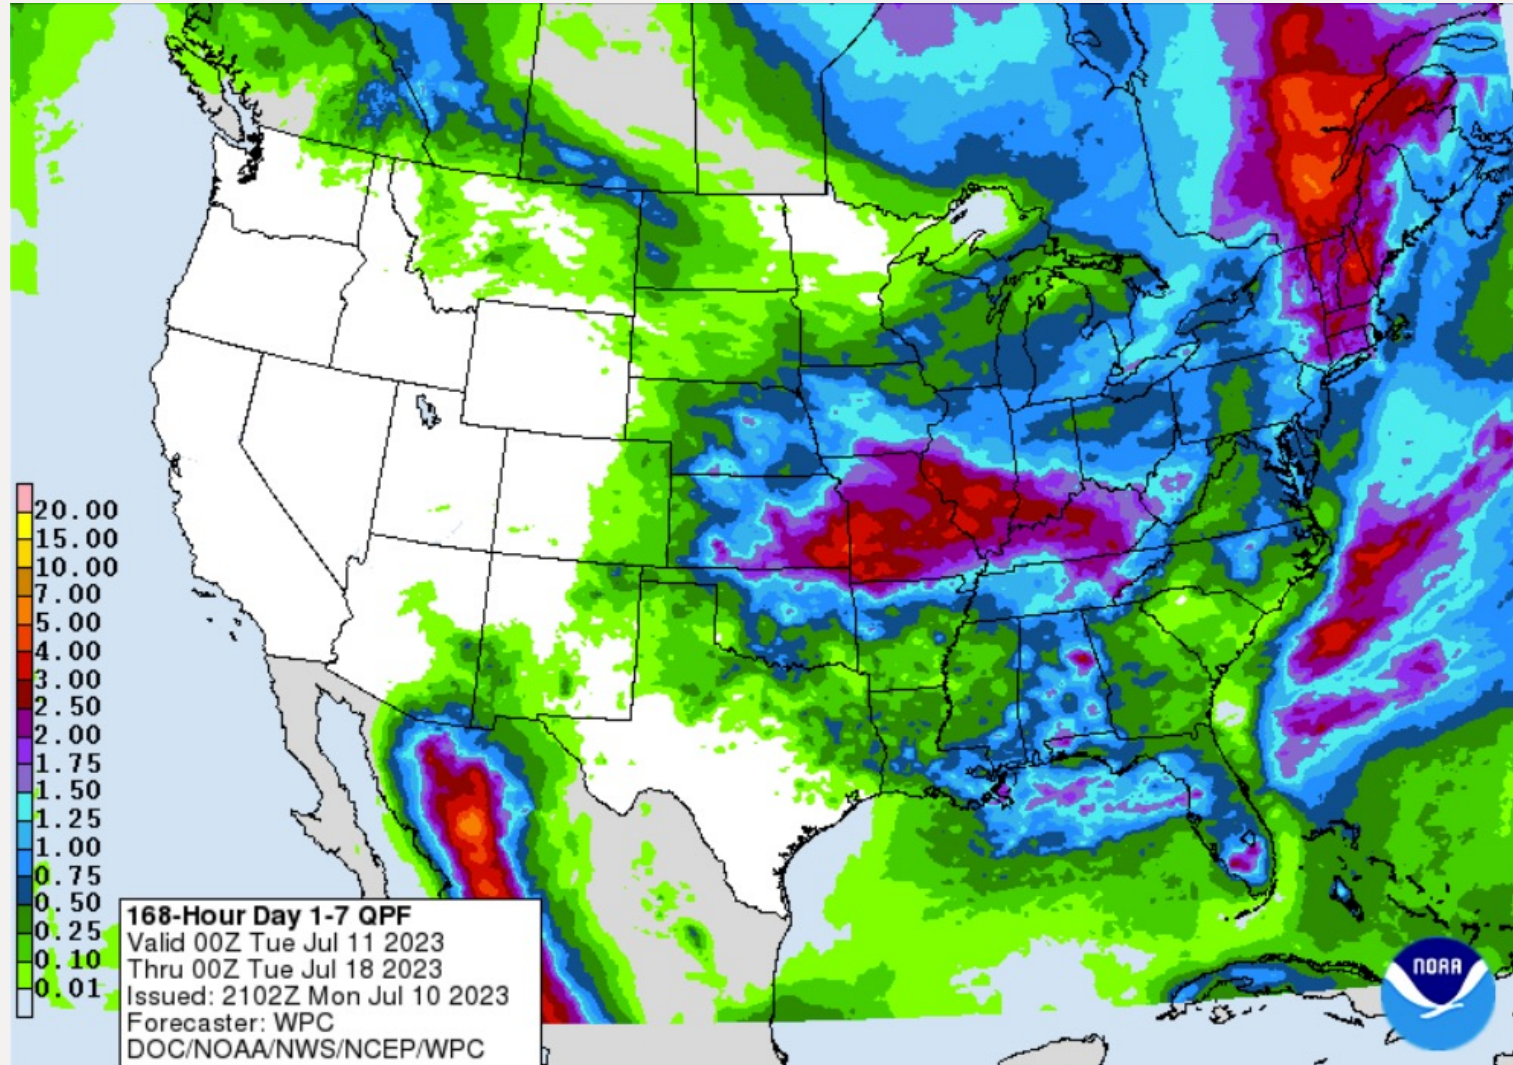 20.00
15.00
10.00
7.00
5.00
4.00
3.00
2.50
2.00
1.75
1.50
1.25
1.00
0.75
0.50
0.25
0.10
0.01
168-Hour Day 1-7 QPF
Valid 00Z Tue Jul 11 2023
Thru 00Z Tue Jul 18 2023
Issued: 2102Z Mon Jul 10 2023
Forecaster: WPC
DOC/NOAA/NWS/NCEP/WPC
NOAA